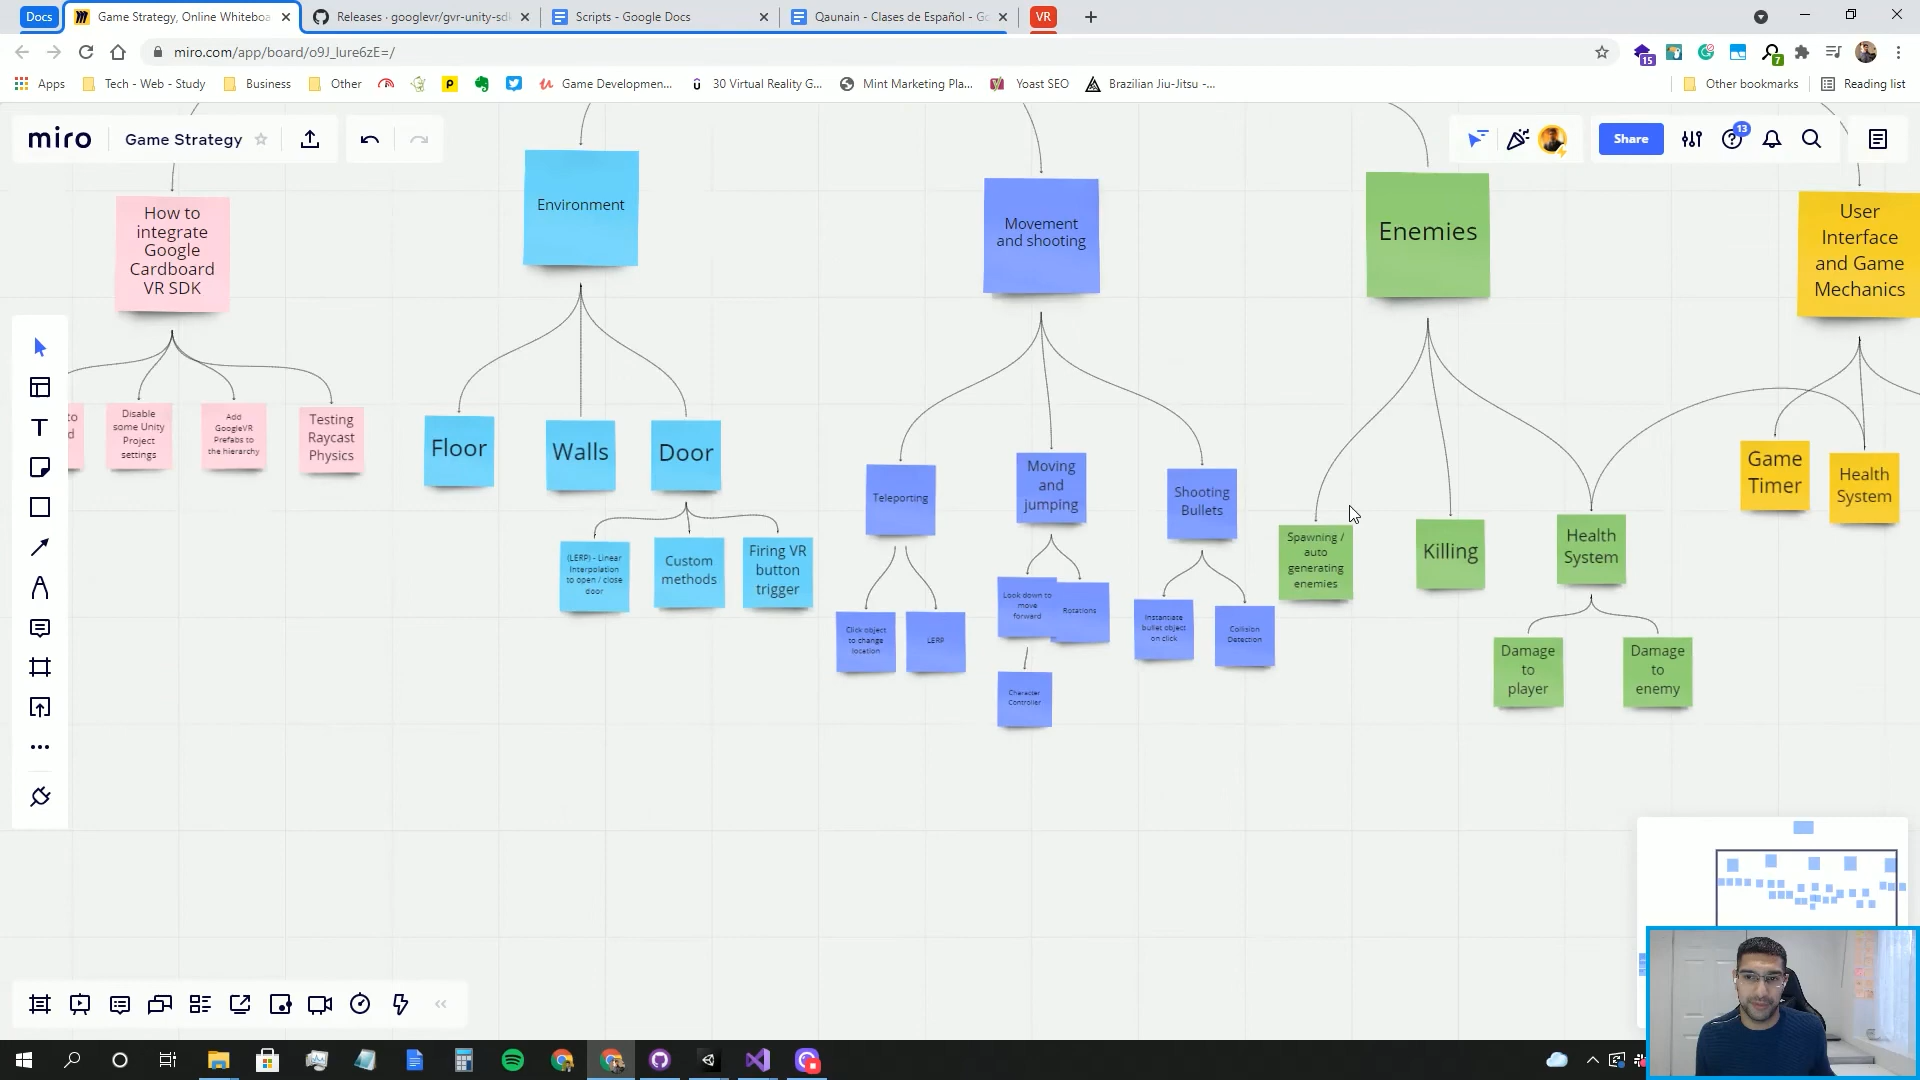 Docs
Game Strategy, Online Whiteboa
Releases · googlevr/gvr-unity-sd
Scripts - Google Docs
Qaunain - Clases de Español - G
VR
miro.com/app/board/o9J_lure6zE=/
15
7
Apps
Tech - Web - Study
Business
Other
Game Developmen...
30 Virtual Reality G...
Mint Marketing Pla...
Yoast SEO
Brazilian Jiu-Jitsu -...
Other bookmarks
Reading list
miro
Game Strategy
Share
13
How to
integrate
Google
Cardboard
VR SDK
Environment
Movement
and shooting
Enemies
User
Interface
and Game
Mechanics
to
d
Disable
some Unity
Project
settings
Add
GoogleVR
Prefabs to
the hierarchy
Testing
Raycast
Physics
Floor
Walls
Door
(LERP) - Linear
Interpolation
to open / close
door
Custom
methods
Firing VR
button
trigger
Teleporting
Moving
and
jumping
Shooting
Bullets
Click object
to change
location
LERP
Look down to
move
forward
Rotations
Character
Controller
Instantiate
bullet object
on click
Collision
Detection
Spawning /
auto
generating
enemies
Killing
Health
System
Damage
to
player
Damage
to
enemy
Game
Timer
Health
System